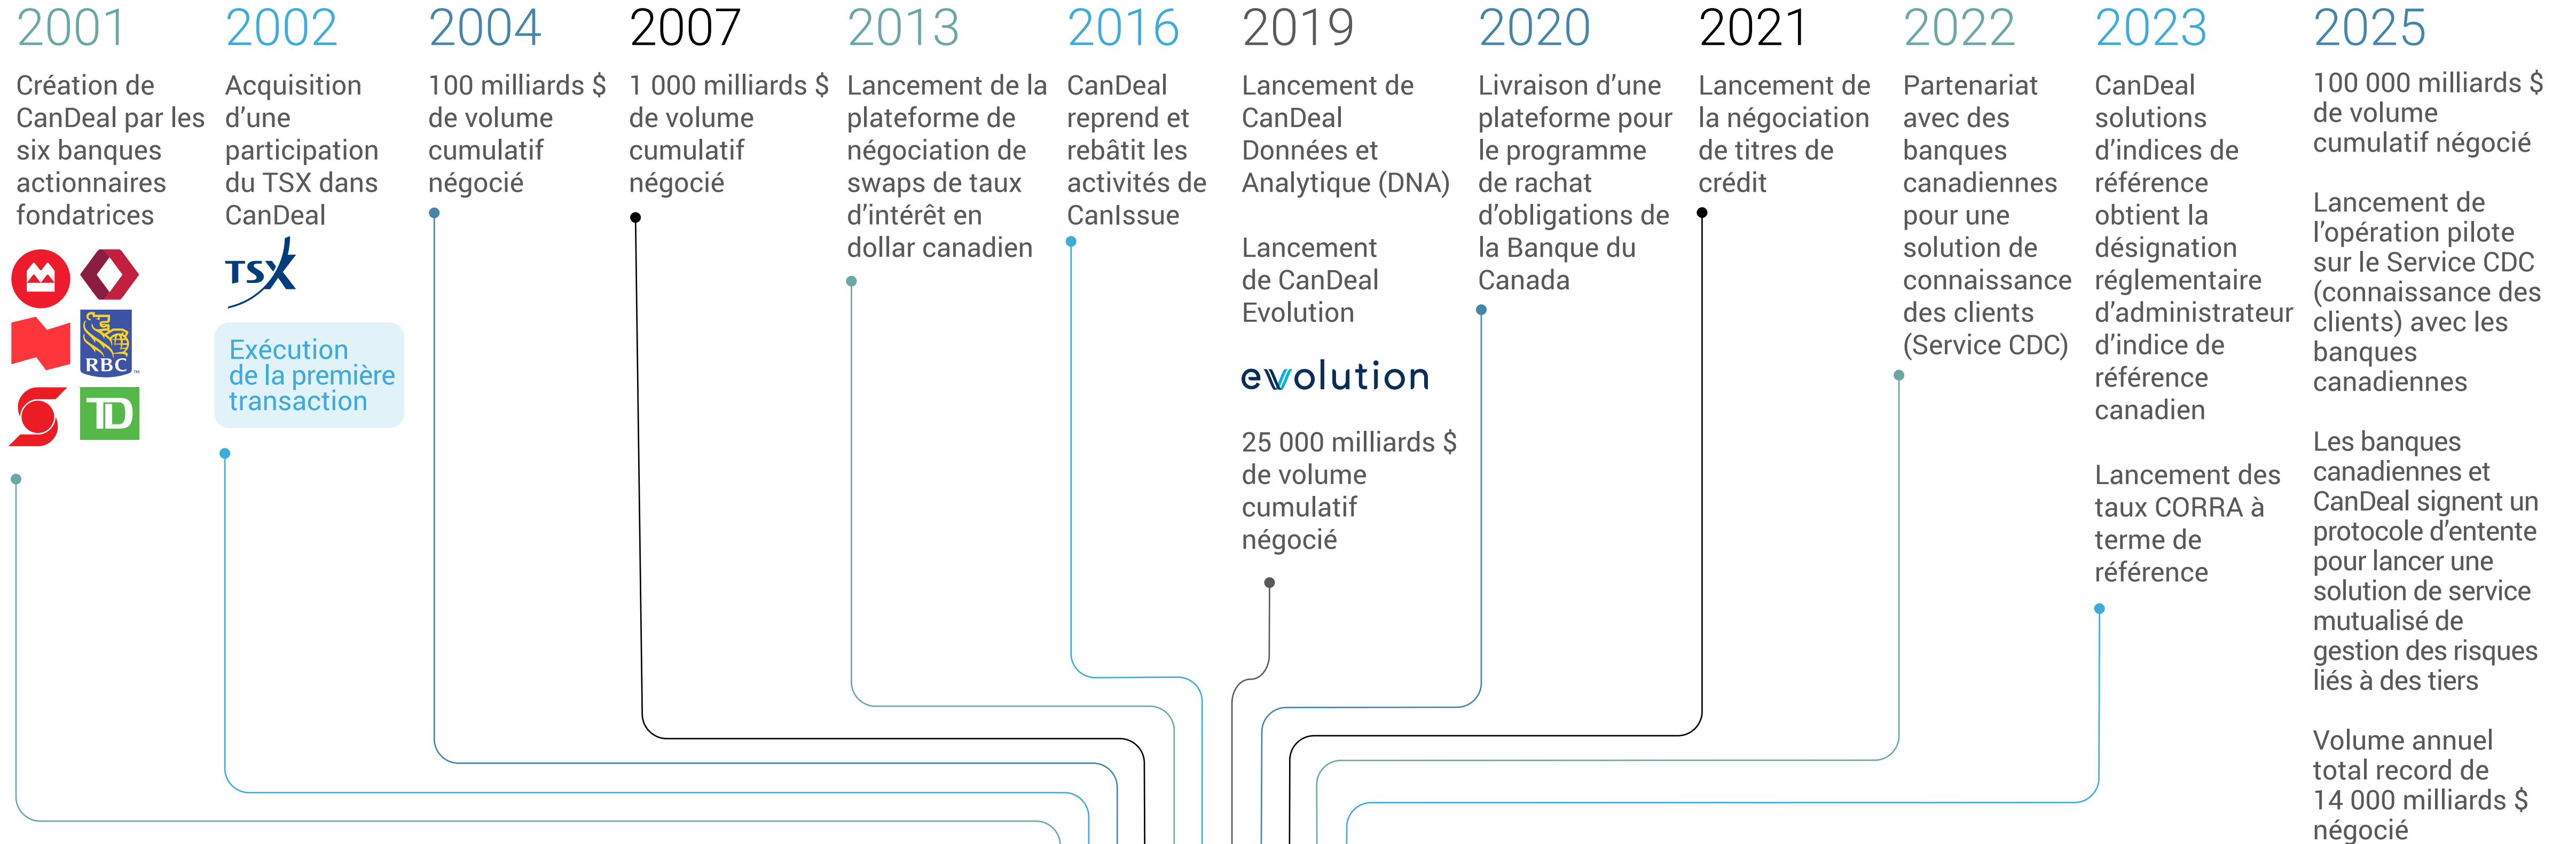 2001
Création de
CanDeal par les
six banques
actionnaires
fondatrices
RBC
TD
2002
Acquisition
d’une
participation
du TSX dans
CanDeal
TSX
Exécution
de la première
transaction
2004
100 milliards $
de volume
cumulatif
négocié
2007
1 000 milliards $
de volume
cumulatif
négocié
2013
Lancement de la
plateforme de
négociation de
swaps de taux
d’intérêt en
dollar canadien
2016
CanDeal
reprend et
rebâtit les
activités de
CanIssue
2019
Lancement de
CanDeal
Données et
Analytique (DNA)
Lancement
de CanDeal
Evolution
evolution
25 000 milliards $
de volume
cumulatif
négocié
2020
Livraison d’une
plateforme pour
le programme
de rachat
d’obligations de
la Banque du
Canada
2021
Lancement de
la négociation
de titres de
crédit
2022
Partenariat
avec des
banques
canadiennes
pour une
solution de
connaissance
des clients
(Service CDC)
2023
CanDeal
solutions
d’indices de
référence
obtient la
désignation
réglementaire
d’administrateur
d’indice de
référence
canadien
Lancement des
taux CORRA à
terme de
référence
2025
100 000 milliards $
de volume
cumulatif négocié
Lancement de
l’opération pilote
sur le Service CDC
(connaissance des
clients) avec les
banques
canadiennes
Les banques
canadiennes et
CanDeal signent un
protocole d’entente
pour lancer une
solution de service
mutualisé de
gestion des risques
liés à des tiers
Volume annuel
total record de
14 000 milliards $
négocié